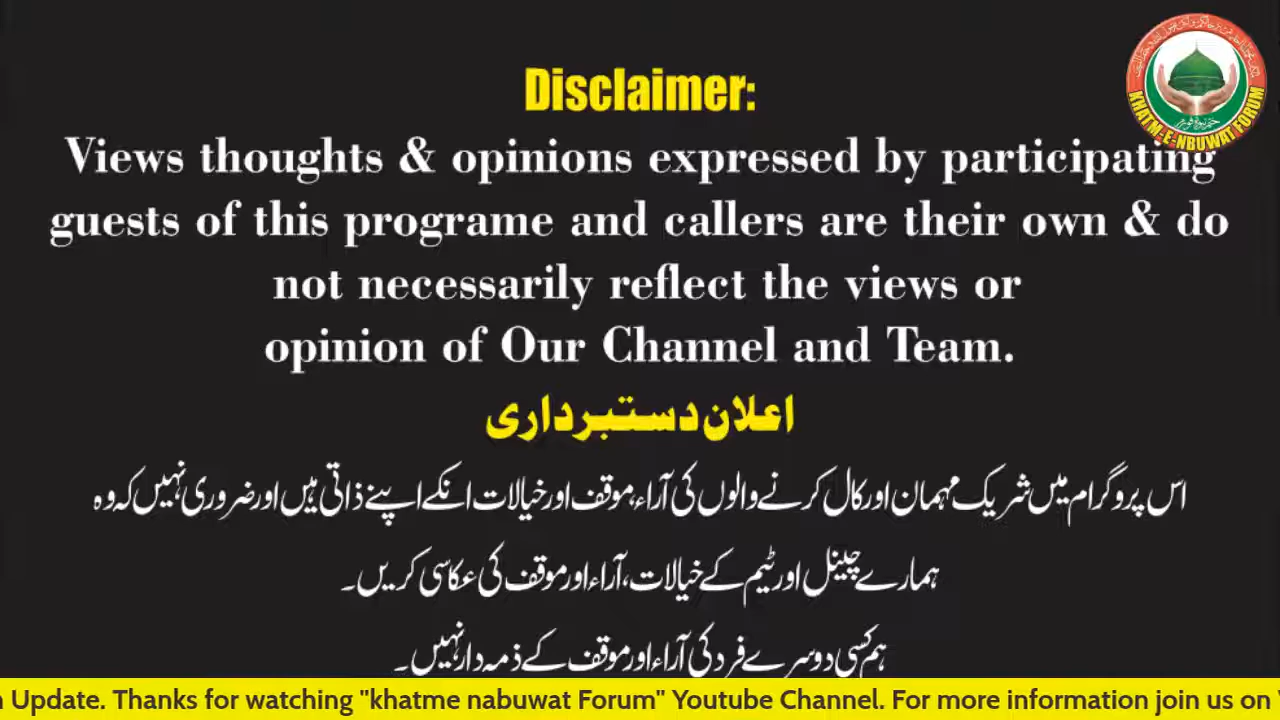 Disclaimer:
Views thoughts & opinions expressed by participating
guests of this programe and callers are their own & do
not necessarily reflect the views or
opinion of Our Channel and Team.
اعلان دستبرداری
اس پروگرام میں شریک مہمان اور کال کرنے والوں کی آراء، موقف اور خیالات انکے اپنے ذاتی ہیں اور ضروری نہیں کہ وہ
ہمارے چینل اور ٹیم کے خیالات، آراء اور موقف کی عکاسی کریں۔
ہم کسی دوسرے فرد کی آراء اور موقف کے ذمہ دار نہیں۔
KHATM-E-NBUWAT FORUM
Update. Thanks for watching "khatme nabuwat Forum" Youtube Channel. For more information join us on